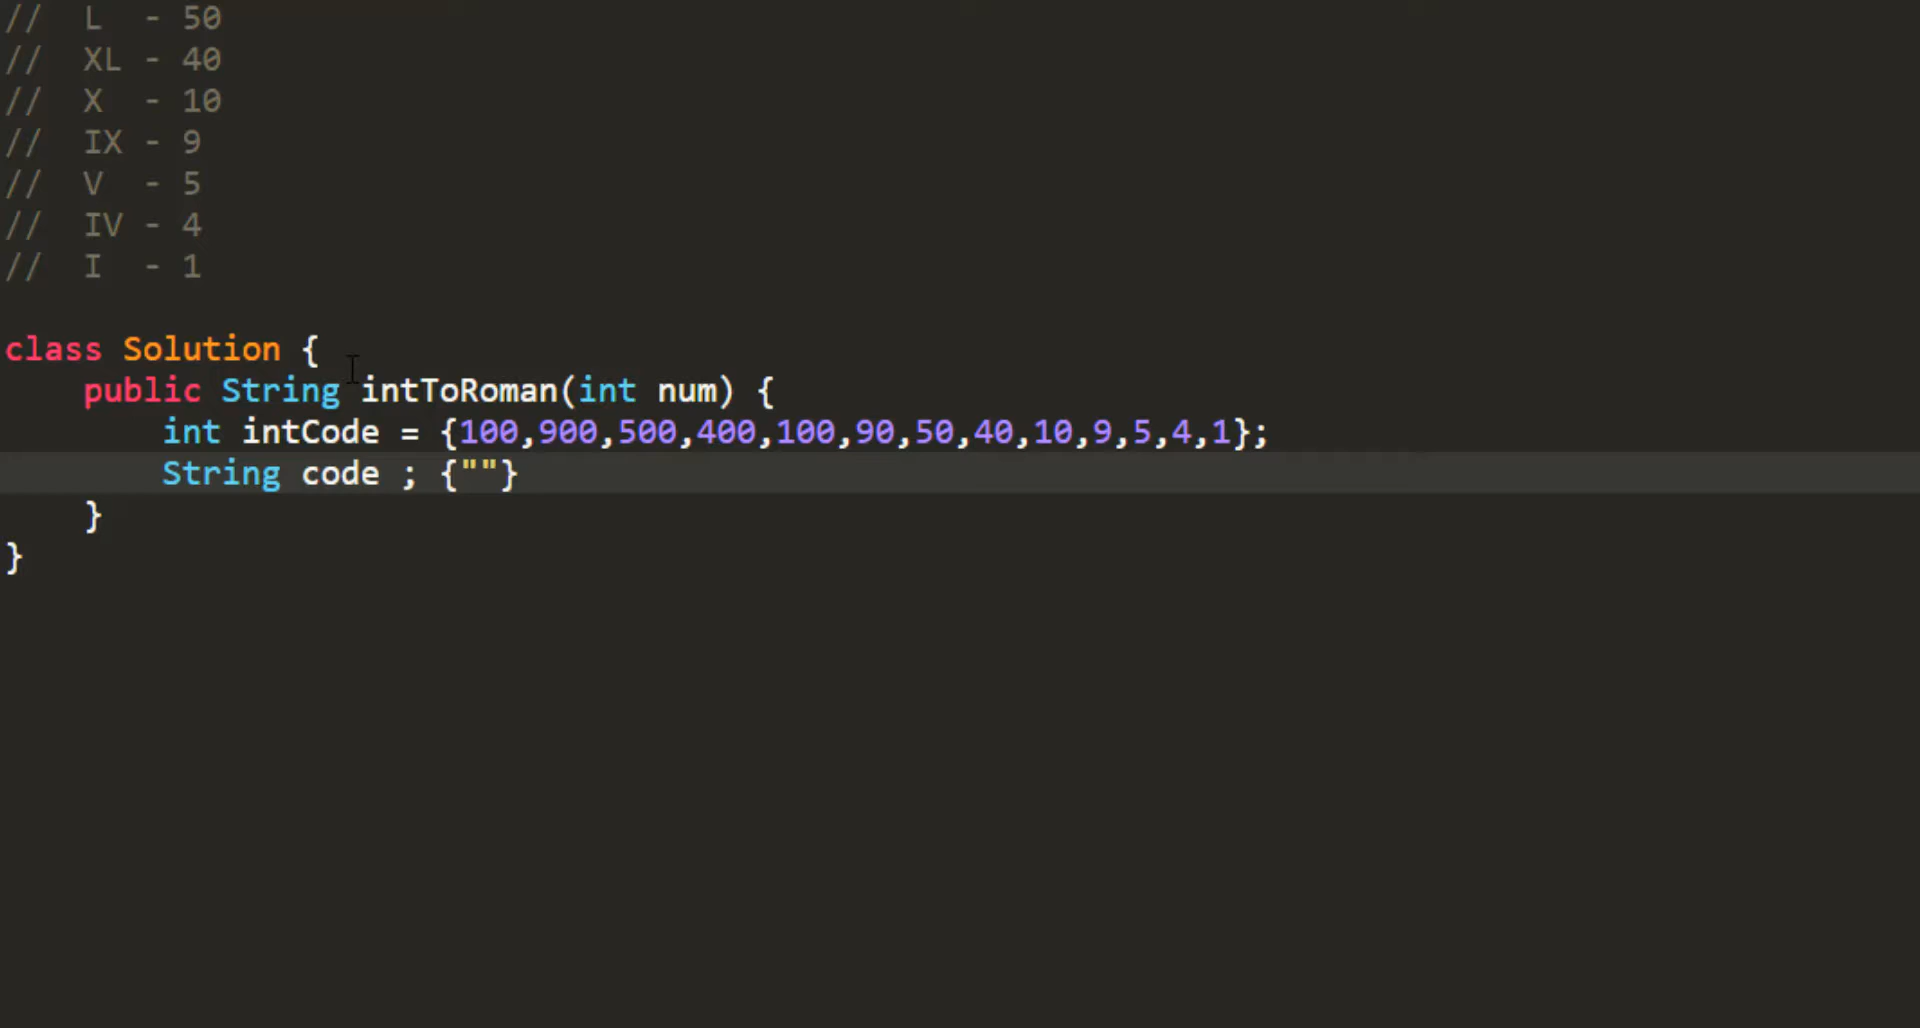 //  L  - 50
//  XL - 40
//  X  - 10
//  IX - 9
//  V  - 5
//  IV - 4
//  I  - 1
class Solution {
    public String intToRoman(int num) {
        int intCode = {100,900,500,400,100,90,50,40,10,9,5,4,1};
        String code ; {""}
    }
}